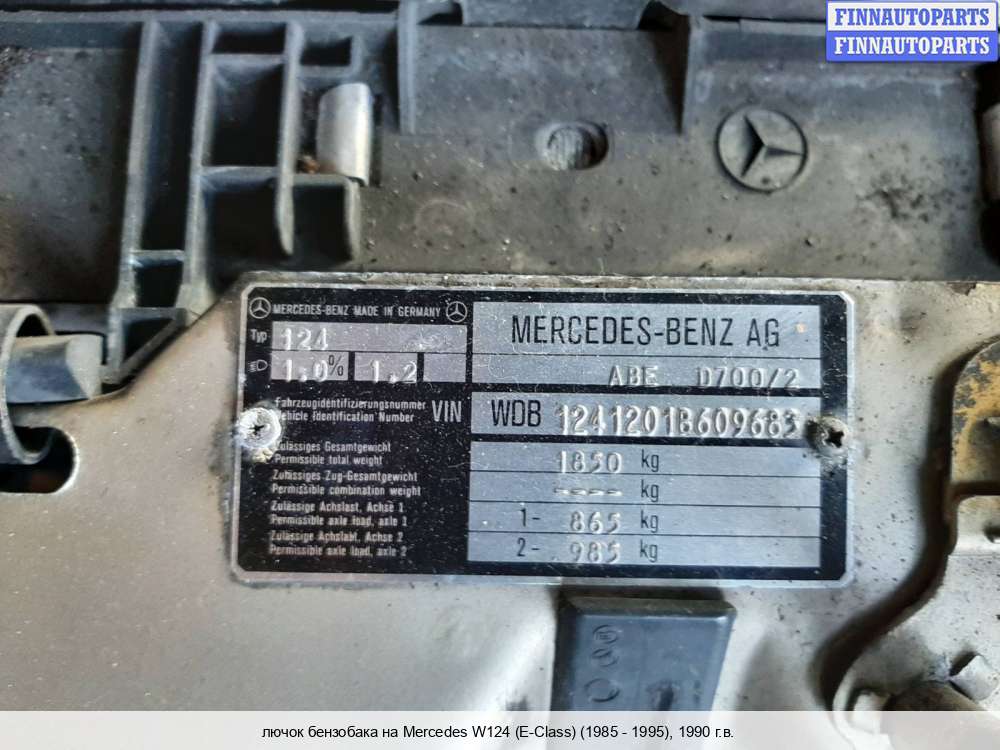 FINNAUTOPARTS
FINNAUTOPARTS
MERCEDES-BENZ MADE IN GERMANY
Typ 124
1.0% 1.2
MERCEDES-BENZ AG
ABE D700/2
Fahrzeugidentifizierungsnummer
Vehicle Identification Number
VIN WDB 1241201B609683
Zulässiges Gesamtgewicht
Permissible total weight
1850 kg
Zulässiges Zug-Gesamtgewicht
Permissible combination weight
---- kg
Zulässige Achslast, Achse 1
Permissible axle load, axle 1
1- 865 kg
Zulässige Achslabt, Achse 2
Permissible axle load, axle 2
2- 985 kg
лючок бензобака на Mercedes W124 (E-Class) (1985 - 1995), 1990 г.в.